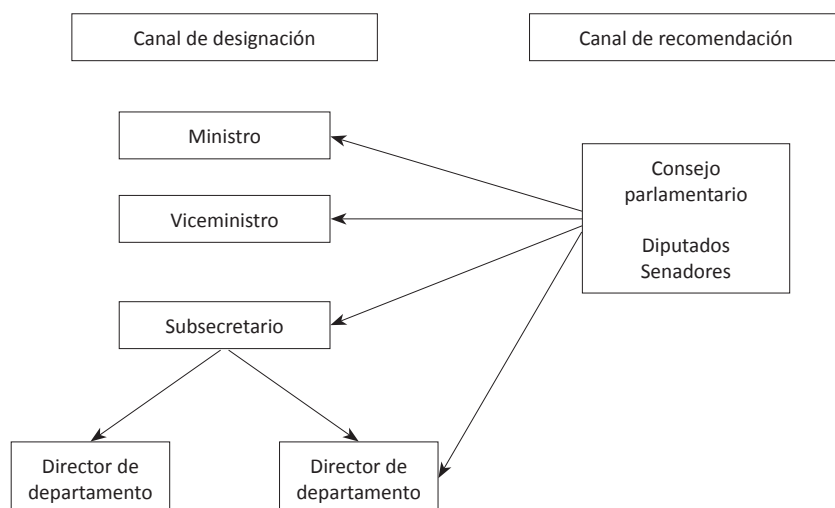 Canal de designación
Canal de recomendación
Ministro
Consejo
parlamentario
Diputados
Senadores
Viceministro
Subsecretario
Director de
departamento
Director de
departamento